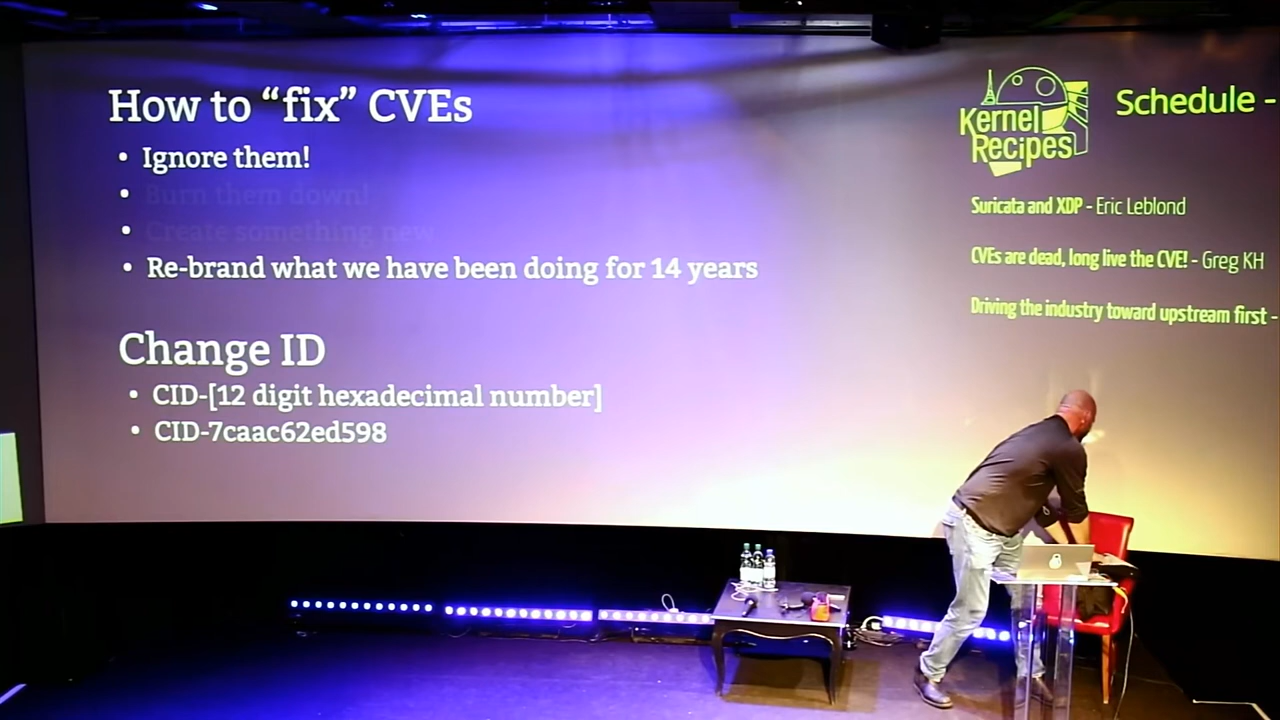 How to “fix” CVEs
• Ignore them!
• Burn them down!
• Create something new
• Re-brand what we have been doing for 14 years
Change ID
• CID-[12 digit hexadecimal number]
• CID-7caac62ed598
Kernel
Recipes
Schedule -
Suricata and XDP - Eric Leblond
CVEs are dead, long live the CVE! - Greg KH
Driving the industry toward upstream first -